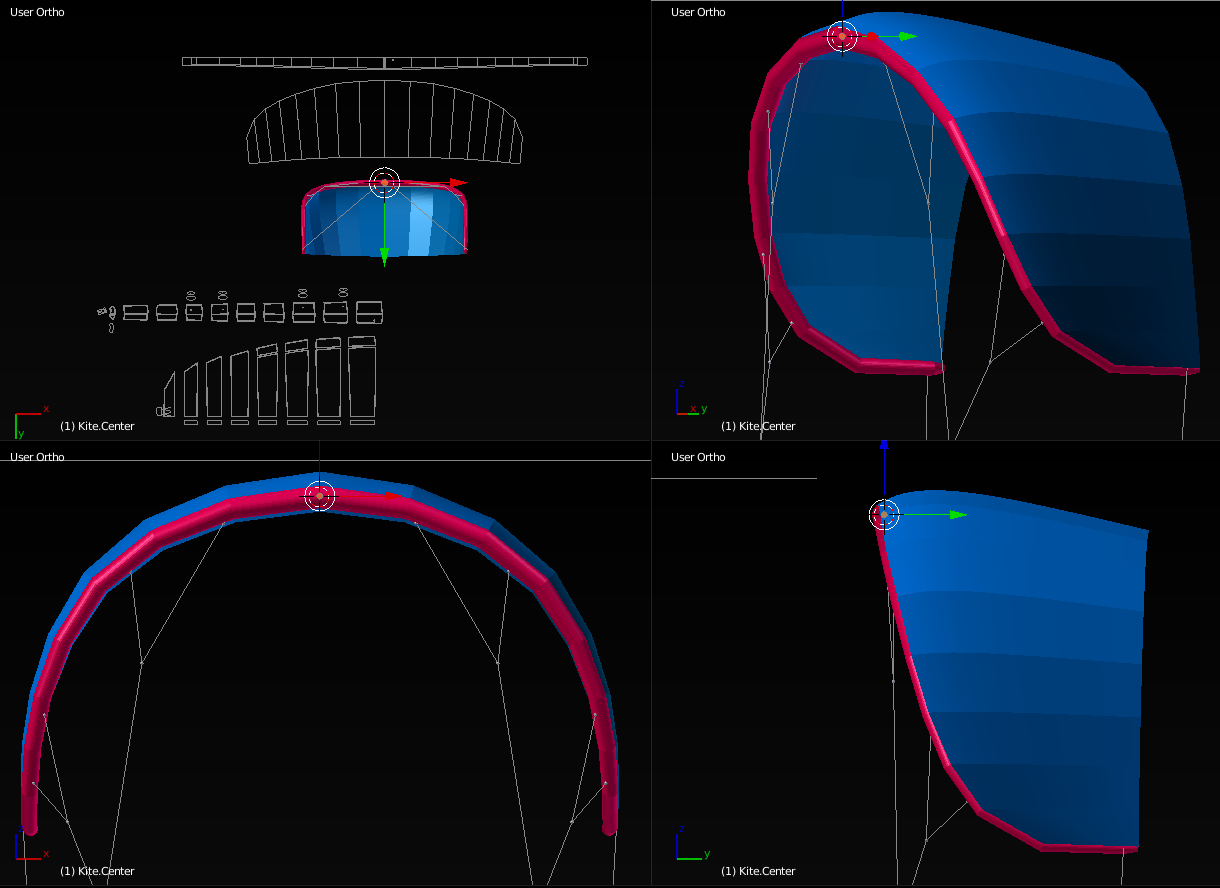 User Ortho
x
y
(1) Kite.Center
User Ortho
z
x y
(1) Kite.Center
User Ortho
x
(1) Kite.Center
User Ortho
z
y
(1) Kite.Center